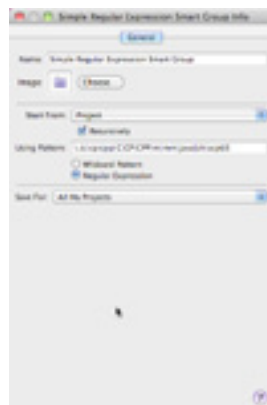 Simple Regular Expression Smart Group Info
General
Name: Simple Regular Expression Smart Group
Image: Choose...
Start From: Project
Recursively
Using Pattern:
Wildcard Pattern
Regular Expression
Save For: All My Projects